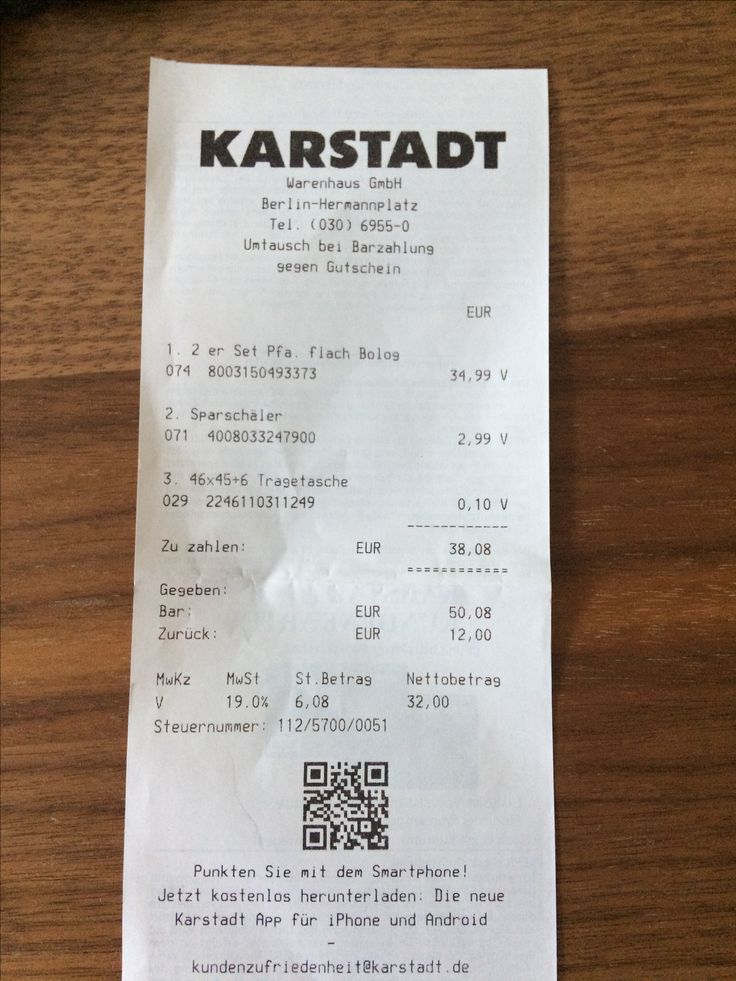 KARSTADT
Warenhaus GmbH
Berlin-Hermannplatz
Tel. (030) 6955-0
Umtausch bei Barzahlung
gegen Gutschein
EUR
1. 2 er Set Pfa. flach Bolog
074 8003150493373 34,99 V
2. Sparschäler
071 4008033247900 2,99 V
3. 46x45+6 Tragetasche
029 2246110311249 0,10 V
------------
Zu zahlen: EUR 38,08
============
Gegeben:
Bar: EUR 50,08
Zurück: EUR 12,00
MwKz MwSt St.Betrag Nettobetrag
V 19.0% 6,08 32,00
Steuernummer: 112/5700/0051
Punkten Sie mit dem Smartphone!
Jetzt kostenlos herunterladen: Die neue
Karstadt App für iPhone und Android
-
kundenzufriedenheit@karstadt.de